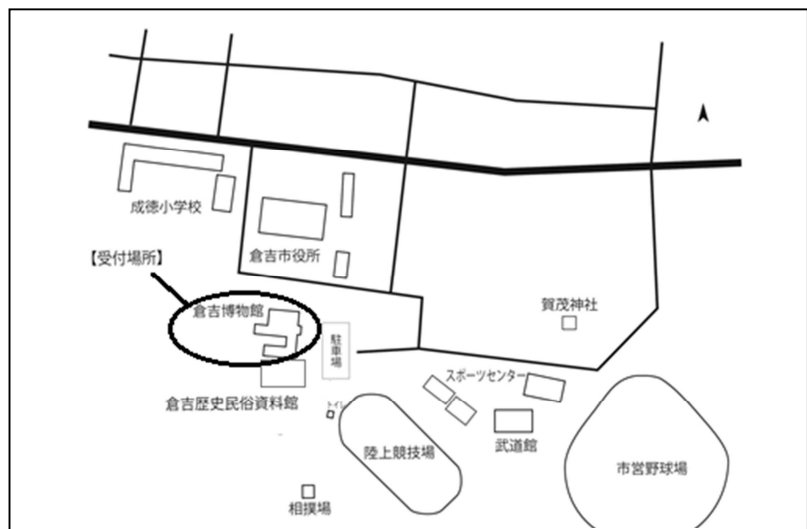 成徳小学校
倉吉市役所
【受付場所】
倉吉博物館
賀茂神社
駐車場
スポーツセンター
倉吉歴史民俗資料館
トイレ
武道館
陸上競技場
市営野球場
相撲場